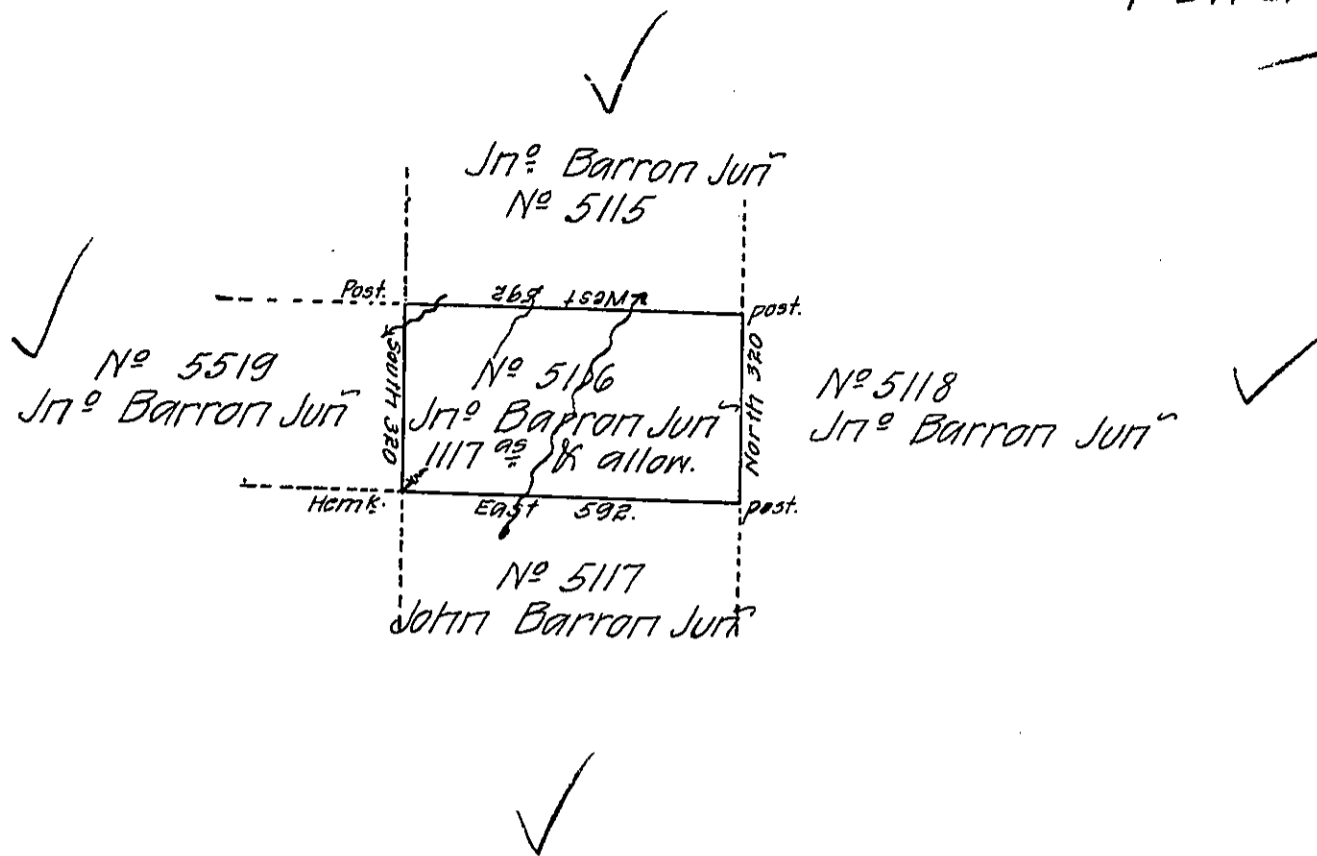 Jnº Barron Junʳ
Nº 5115
Post.
West 592
post.
South 320
North 320
Nº 5519
Jnº Barron Junʳ
Nº 5116
Jnº Barron Junʳ
1117 as & allow.
Nº 5118
Jnº Barron Junʳ
Hemk.
East 592.
post.
Nº 5117
John Barron Junʳ